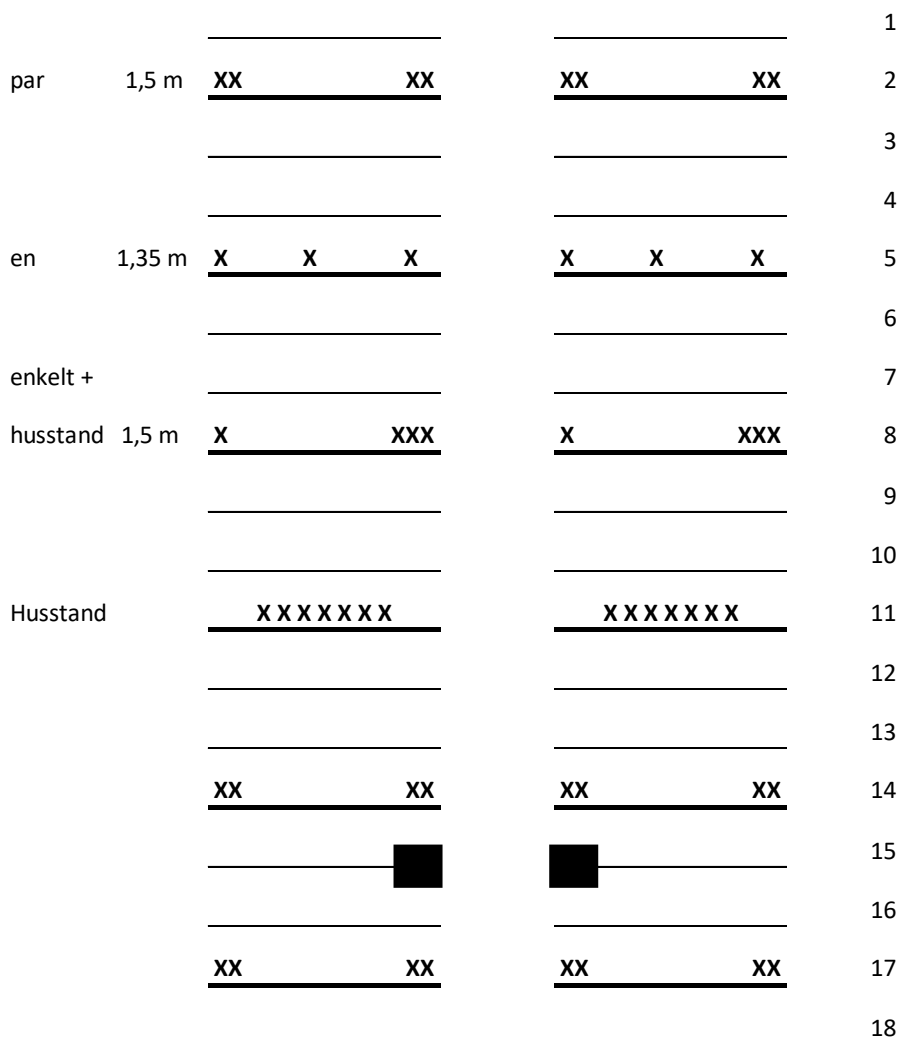 1
par 1,5 m XX XX XX XX 2
3
4
en 1,35 m X X X X X X 5
6
enkelt + 7
husstand 1,5 m X XXX X XXX 8
9
10
Husstand X X X X X X X X X X X X X X 11
12
13
XX XX XX XX 14
15
16
XX XX XX XX 17
18